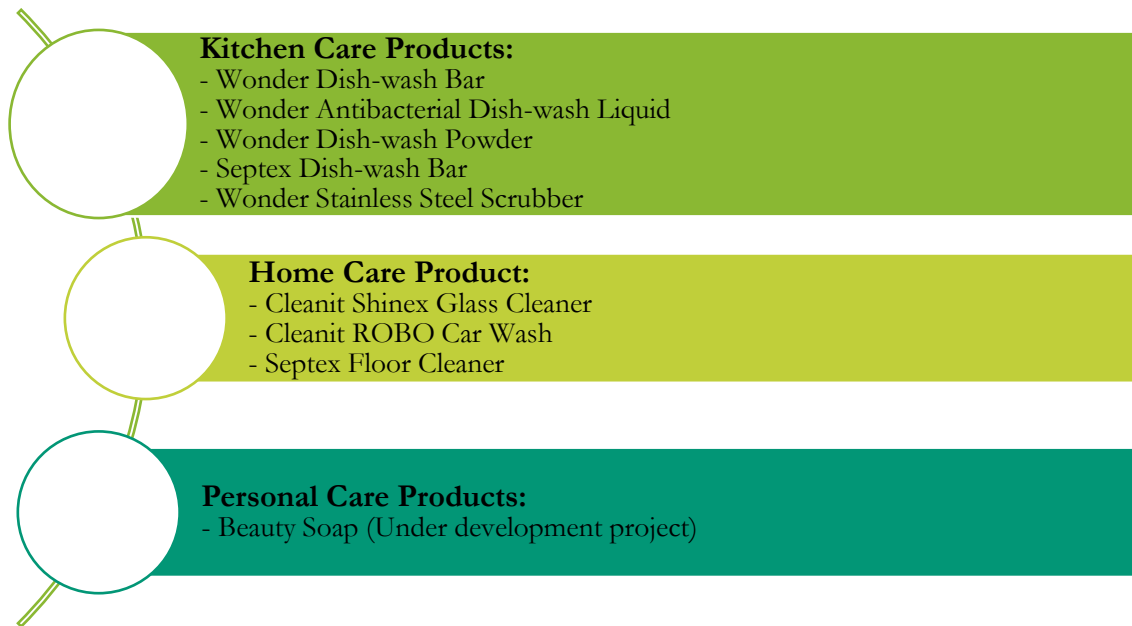 Kitchen Care Products:
- Wonder Dish-wash Bar
- Wonder Antibacterial Dish-wash Liquid
- Wonder Dish-wash Powder
- Septex Dish-wash Bar
- Wonder Stainless Steel Scrubber
Home Care Product:
- Cleanit Shinex Glass Cleaner
- Cleanit ROBO Car Wash
- Septex Floor Cleaner
Personal Care Products:
- Beauty Soap (Under development project)